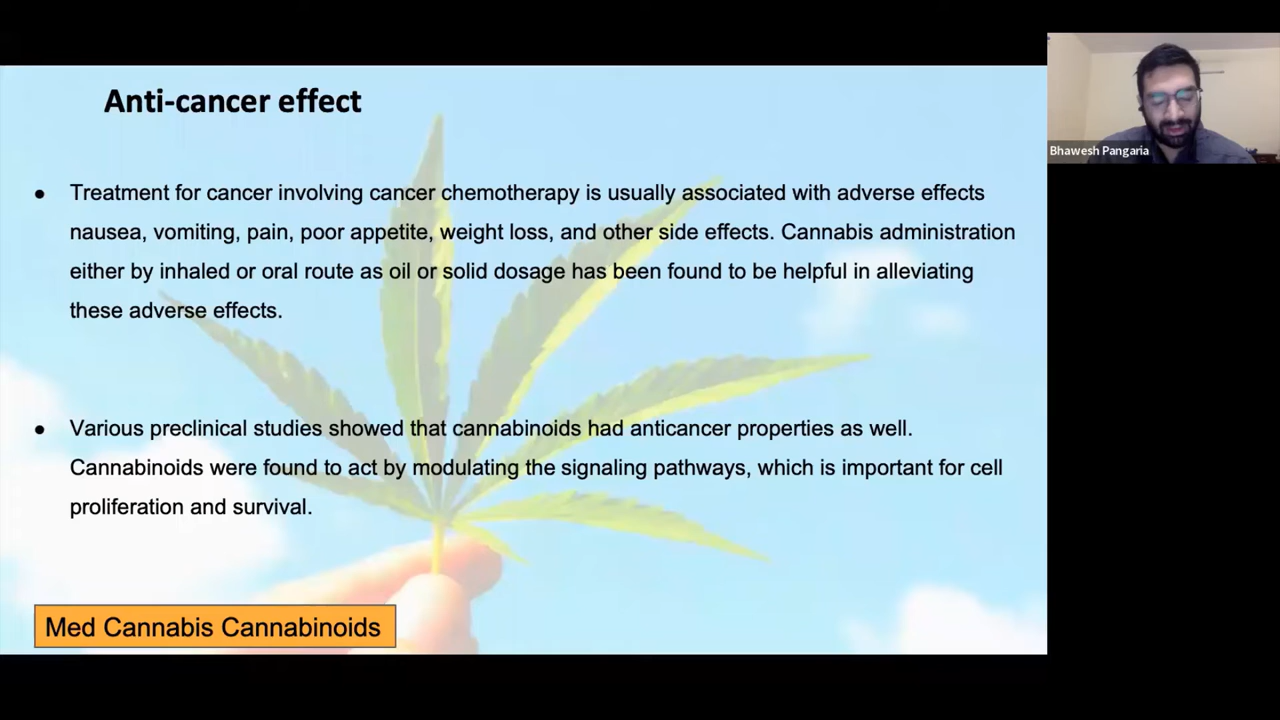 Anti-cancer effect
● Treatment for cancer involving cancer chemotherapy is usually associated with adverse effects
nausea, vomiting, pain, poor appetite, weight loss, and other side effects. Cannabis administration
either by inhaled or oral route as oil or solid dosage has been found to be helpful in alleviating
these adverse effects.
● Various preclinical studies showed that cannabinoids had anticancer properties as well.
Cannabinoids were found to act by modulating the signaling pathways, which is important for cell
proliferation and survival.
Med Cannabis Cannabinoids
Bhawesh Pangaria